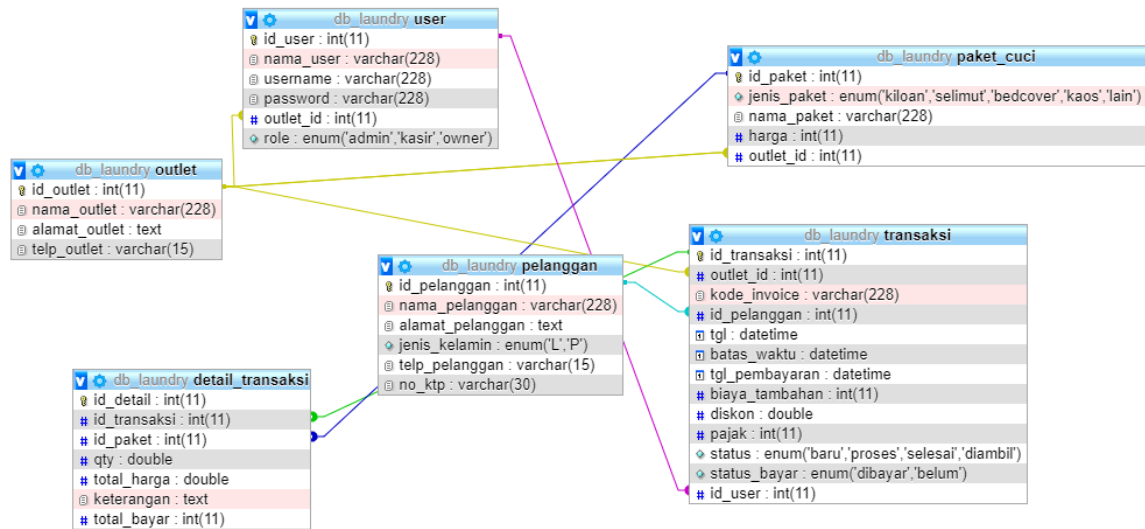 db_laundry user
id_user : int(11)
nama_user : varchar(228)
username : varchar(228)
password : varchar(228)
outlet_id : int(11)
role : enum('admin','kasir','owner')
db_laundry paket_cuci
id_paket : int(11)
jenis_paket : enum('kiloan','selimut','bedcover','kaos','lain')
nama_paket : varchar(228)
harga : int(11)
outlet_id : int(11)
db_laundry outlet
id_outlet : int(11)
nama_outlet : varchar(228)
alamat_outlet : text
telp_outlet : varchar(15)
db_laundry transaksi
id_transaksi : int(11)
outlet_id : int(11)
kode_invoice : varchar(228)
id_pelanggan : int(11)
tgl : datetime
batas_waktu : datetime
tgl_pembayaran : datetime
biaya_tambahan : int(11)
diskon : double
pajak : int(11)
status : enum('baru','proses','selesai','diambil')
status_bayar : enum('dibayar','belum')
id_user : int(11)
db_laundry pelanggan
id_pelanggan : int(11)
nama_pelanggan : varchar(228)
alamat_pelanggan : text
jenis_kelamin : enum('L','P')
telp_pelanggan : varchar(15)
no_ktp : varchar(30)
db_laundry detail_transaksi
id_detail : int(11)
id_transaksi : int(11)
id_paket : int(11)
qty : double
total_harga : double
keterangan : text
total_bayar : int(11)